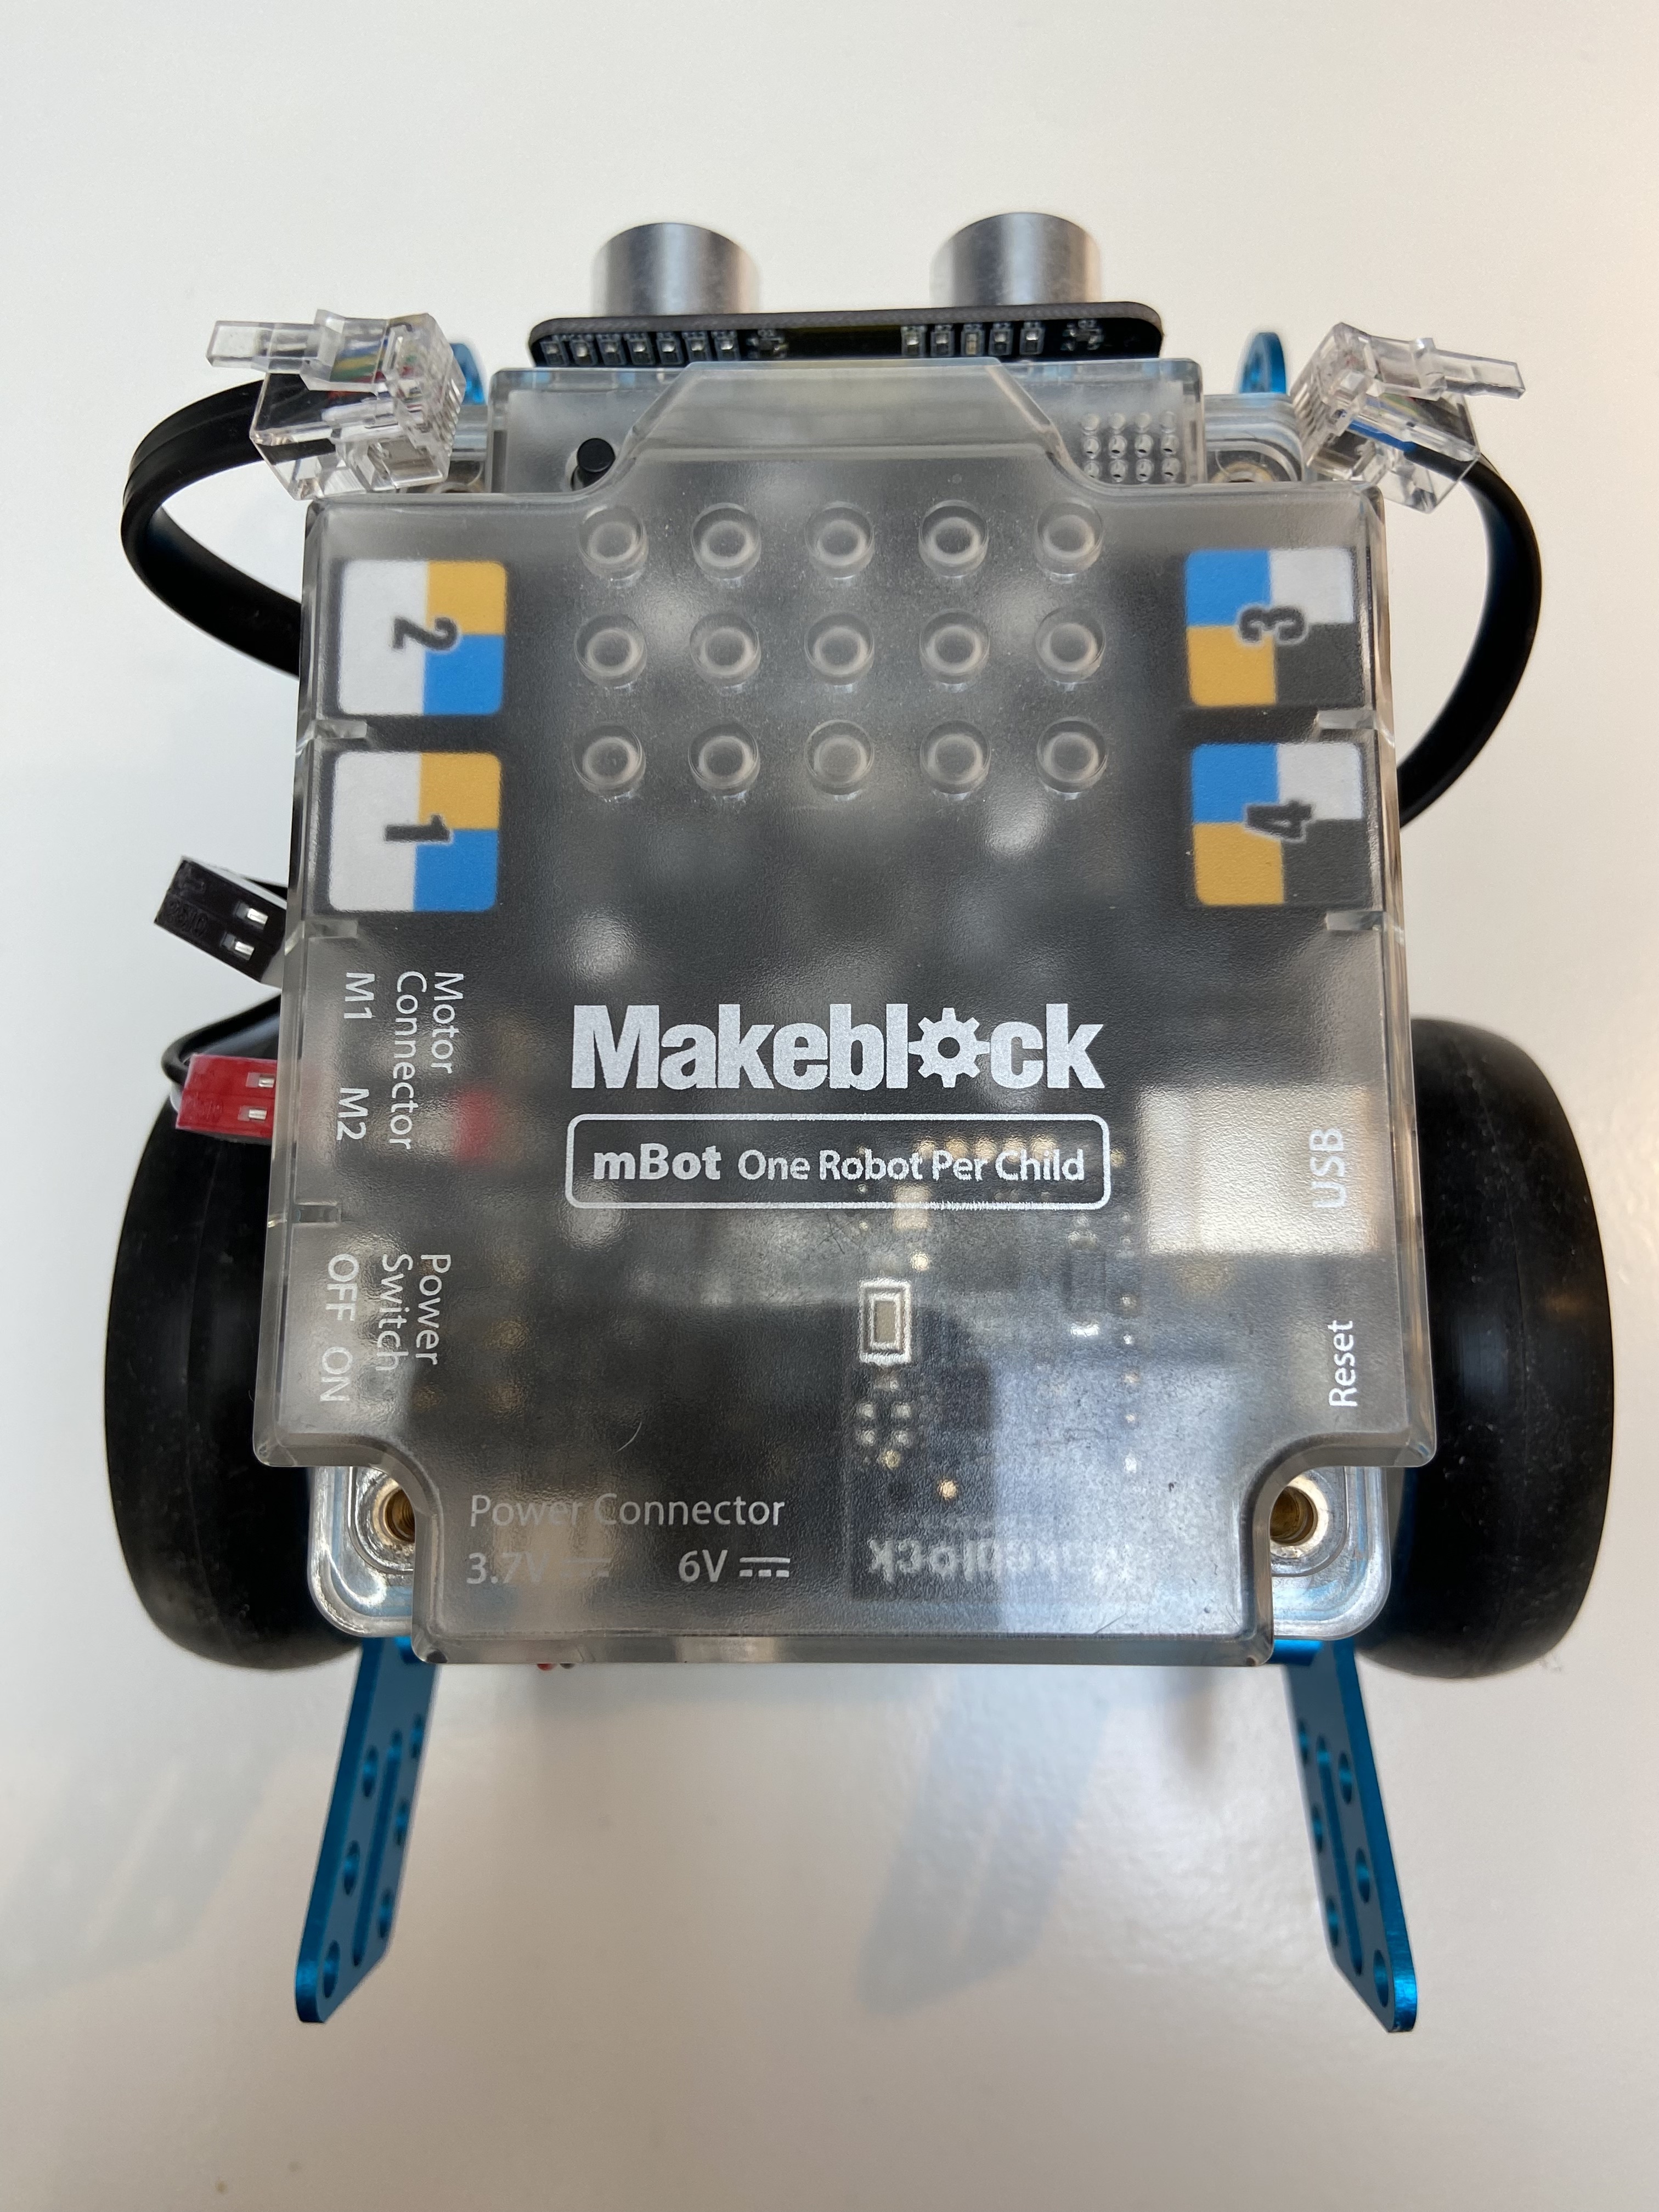 2
3
1
4
Motor
Connector
M1 M2
Makeblock
mBot One Robot Per Child
USB
Power
Switch
OFF ON
Reset
Power Connector
3.7V 6V
Makeblock